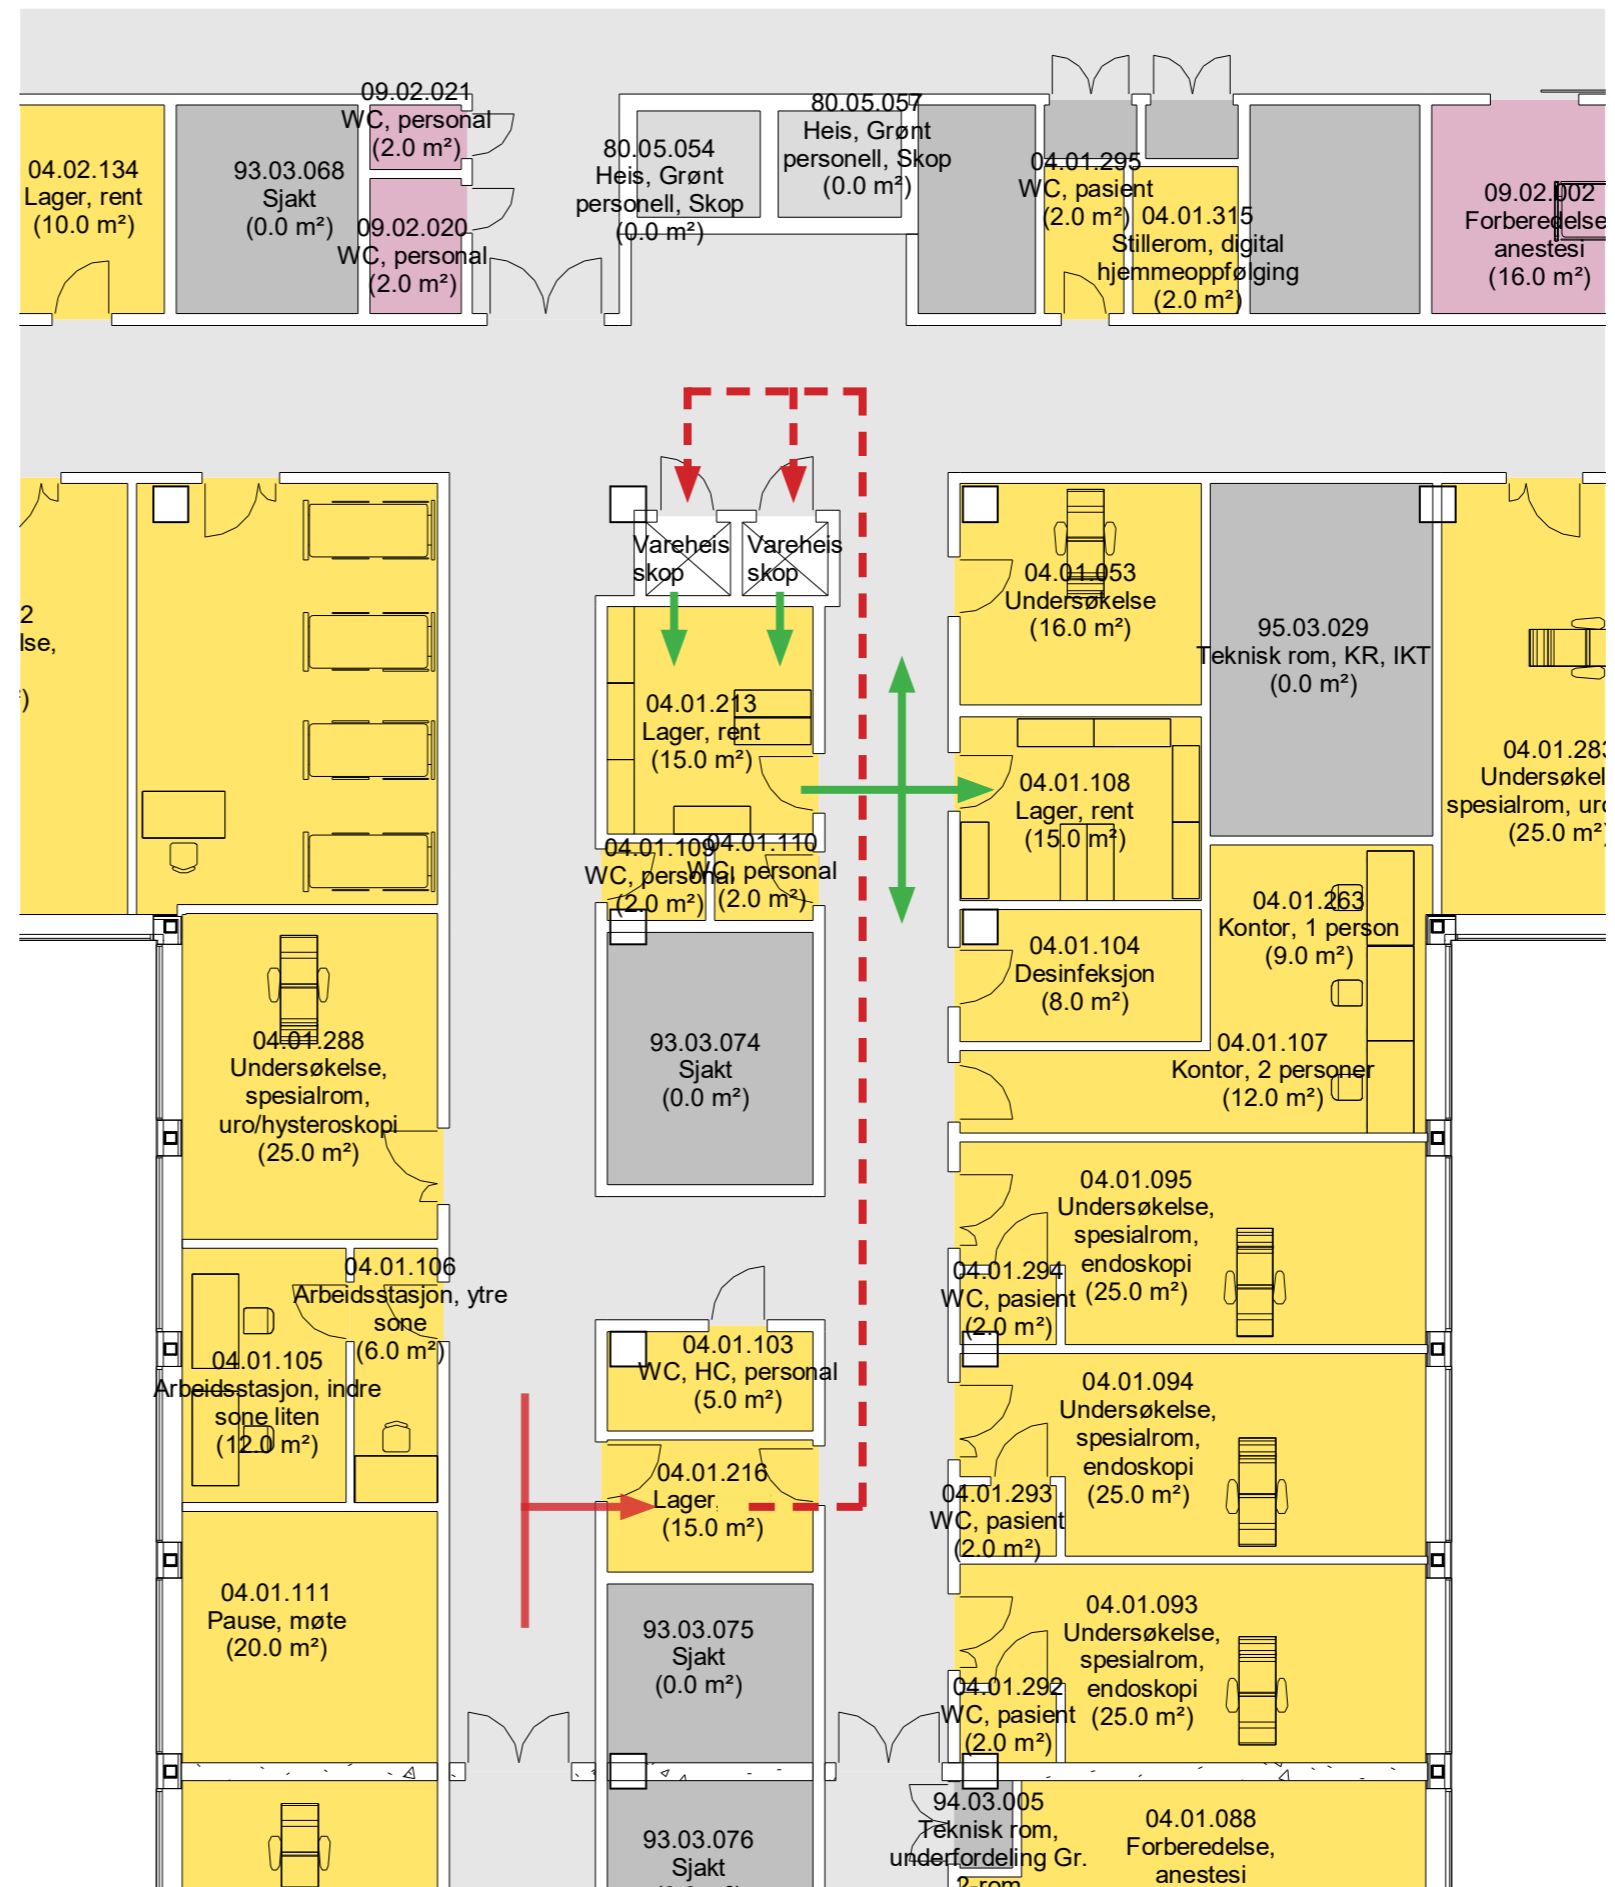 09.02.021
WC, personal
(2.0 m²)
04.02.134
Lager, rent
(10.0 m²)
93.03.068
Sjakt
(0.0 m²)
09.02.020
WC, personal
(2.0 m²)
80.05.054
Heis, Grønt
personell, Skop
(0.0 m²)
80.05.057
Heis, Grønt
personell, Skop
(0.0 m²)
04.01.295
WC, pasient
(2.0 m²)
04.01.315
Stillerom, digital
hjemmeoppfølging
(2.0 m²)
09.02.002
Forberedelse
anestesi
(16.0 m²)
Vareheis
skop
Vareheis
skop
04.01.053
Undersøkelse
(16.0 m²)
2
lse,
)
95.03.029
Teknisk rom, KR, IKT
(0.0 m²)
04.01.213
Lager, rent
(15.0 m²)
04.01.108
Lager, rent
(15.0 m²)
04.01.283
Undersøkel
spesialrom, uro
(25.0 m²)
04.01.109
WC, personal
(2.0 m²)
04.01.110
WC, personal
(2.0 m²)
04.01.263
Kontor, 1 person
(9.0 m²)
04.01.104
Desinfeksjon
(8.0 m²)
04.01.288
Undersøkelse,
spesialrom,
uro/hysteroskopi
(25.0 m²)
93.03.074
Sjakt
(0.0 m²)
04.01.107
Kontor, 2 personer
(12.0 m²)
04.01.095
Undersøkelse,
spesialrom,
endoskopi
(25.0 m²)
04.01.294
WC, pasient
(2.0 m²)
04.01.106
Arbeidsstasjon, ytre
sone
(6.0 m²)
04.01.105
Arbeidsstasjon, indre
sone liten
(12.0 m²)
04.01.103
WC, HC, personal
(5.0 m²)
04.01.094
Undersøkelse,
spesialrom,
endoskopi
(25.0 m²)
04.01.216
Lager,
(15.0 m²)
04.01.293
WC, pasient
(2.0 m²)
04.01.111
Pause, møte
(20.0 m²)
93.03.075
Sjakt
(0.0 m²)
04.01.093
Undersøkelse,
spesialrom,
endoskopi
(25.0 m²)
04.01.292
WC, pasient
(2.0 m²)
94.03.005
Teknisk rom,
underfordeling Gr.
2-rom
93.03.076
Sjakt
04.01.088
Forberedelse,
anestesi